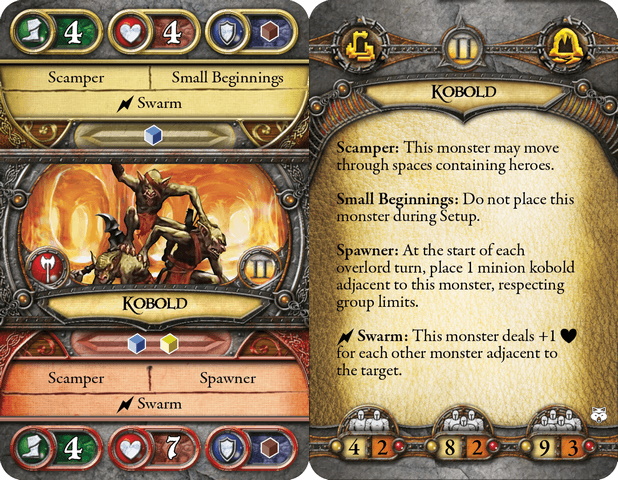 4 4
Scamper Small Beginnings
Swarm
II
KOBOLD
Scamper Spawner
Swarm
4 7
II
KOBOLD
Scamper: This monster may move
through spaces containing heroes.
Small Beginnings: Do not place this
monster during Setup.
Spawner: At the start of each
overlord turn, place 1 minion kobold
adjacent to this monster, respecting
group limits.
Swarm: This monster deals +1
for each other monster adjacent to
the target.
4 2 8 2 9 3